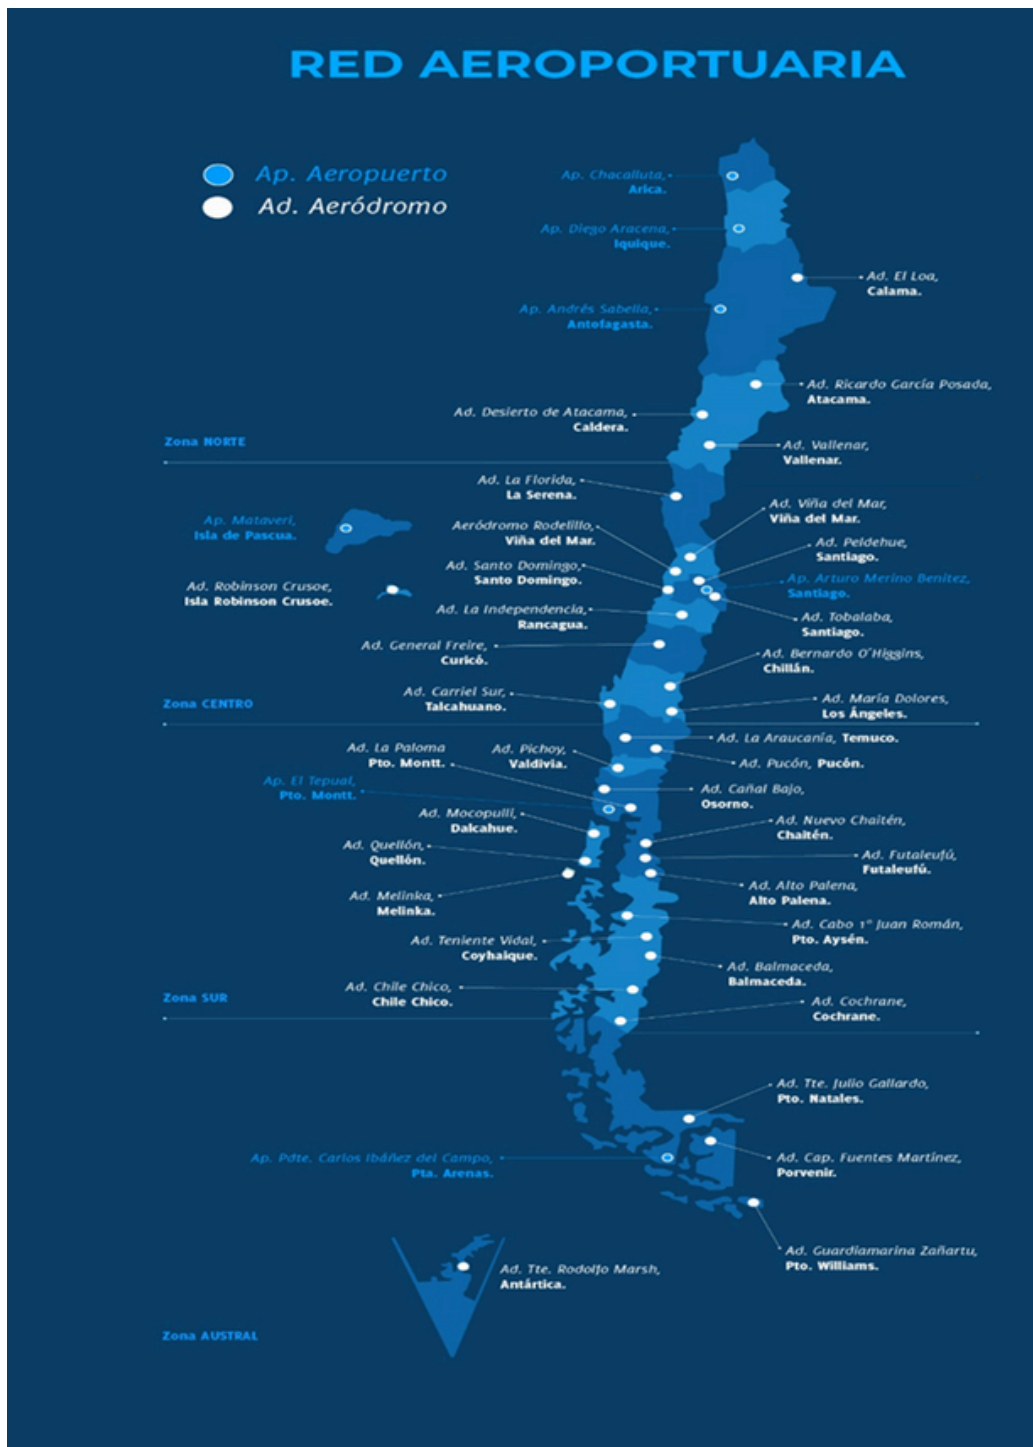 RED AEROPORTUARIA
Ap. Aeropuerto
Ad. Aeródromo
Ap. Chacalluta,
Arica.
Ap. Diego Aracena,
Iquique.
Ad. El Loa,
Calama.
Ap. Andrés Sabella,
Antofagasta.
Ad. Ricardo García Posada,
Atacama.
Ad. Desierto de Atacama,
Caldera.
Zona NORTE
Ad. Vallenar,
Vallenar.
Ad. La Florida,
La Serena.
Ad. Viña del Mar,
Viña del Mar.
Ap. Mataveri,
Isla de Pascua.
Aeródromo Rodelillo,
Viña del Mar.
Ad. Peldehue,
Santiago.
Ad. Santo Domingo,
Santo Domingo.
Ap. Arturo Merino Benítez,
Santiago.
Ad. Robinson Crusoe,
Isla Robinson Crusoe.
Ad. La Independencia,
Rancagua.
Ad. Tobalaba,
Santiago.
Ad. General Freire,
Curicó.
Ad. Bernardo O´Higgins,
Chillán.
Ad. Carriel Sur,
Talcahuano.
Ad. María Dolores,
Los Ángeles.
Zona CENTRO
Ad. La Araucanía, Temuco.
Ad. La Paloma
Pto. Montt.
Ad. Pichoy,
Valdivia.
Ad. Pucón, Pucón.
Ap. El Tepual,
Pto. Montt.
Ad. Cañal Bajo,
Osorno.
Ad. Mocopulli,
Dalcahue.
Ad. Nuevo Chaitén,
Chaitén.
Ad. Quellón,
Quellón.
Ad. Futaleufú,
Futaleufú.
Ad. Melinka,
Melinka.
Ad. Alto Palena,
Alto Palena.
Ad. Cabo 1° Juan Román,
Pto. Aysén.
Ad. Teniente Vidal,
Coyhaique.
Ad. Balmaceda,
Balmaceda.
Ad. Chile Chico,
Chile Chico.
Zona SUR
Ad. Cochrane,
Cochrane.
Ad. Tte. Julio Gallardo,
Pto. Natales.
Ap. Pdte. Carlos Ibáñez del Campo,
Pta. Arenas.
Ad. Cap. Fuentes Martínez,
Porvenir.
Ad. Guardiamarina Zañartu,
Pto. Williams.
Ad. Tte. Rodolfo Marsh,
Antártica.
Zona AUSTRAL